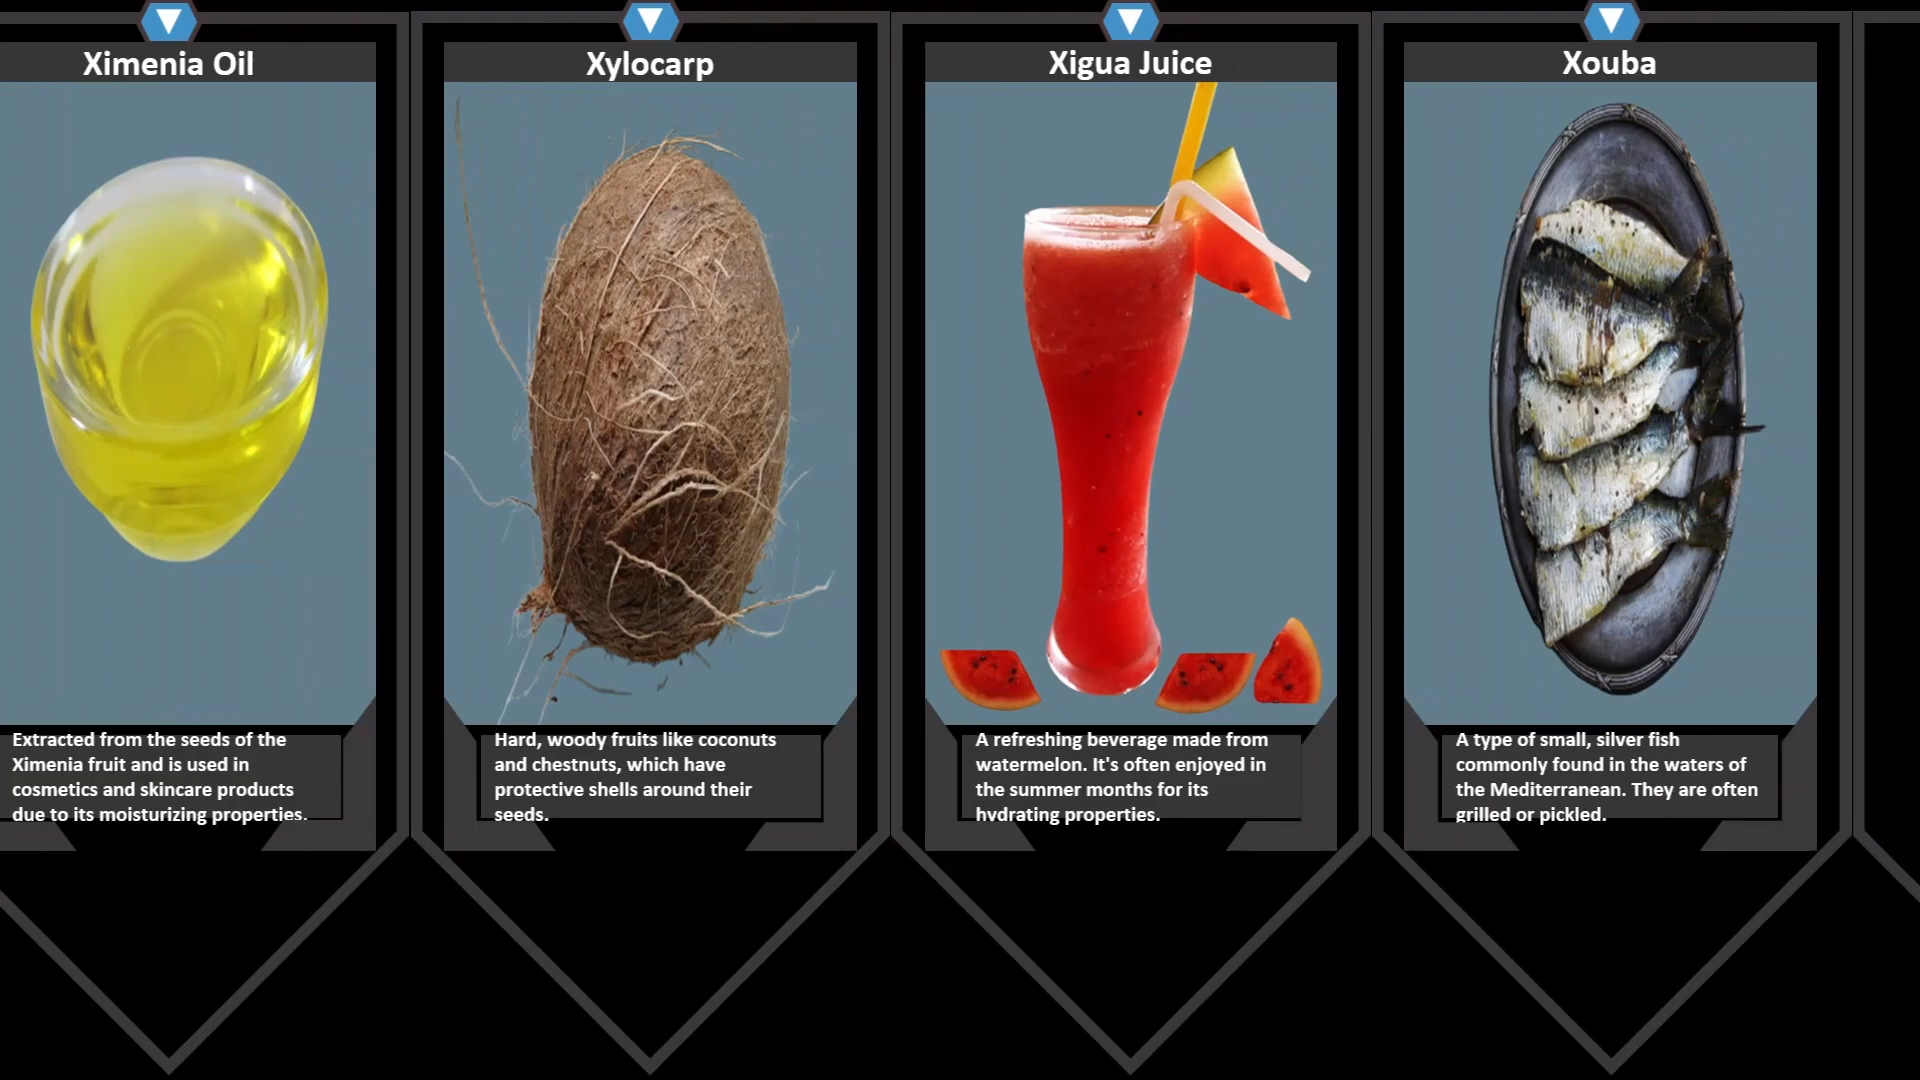 Ximenia Oil
Extracted from the seeds of the
Ximenia fruit and is used in
cosmetics and skincare products
due to its moisturizing properties.
Xylocarp
Hard, woody fruits like coconuts
and chestnuts, which have
protective shells around their
seeds.
Xigua Juice
A refreshing beverage made from
watermelon. It's often enjoyed in
the summer months for its
hydrating properties.
Xouba
A type of small, silver fish
commonly found in the waters of
the Mediterranean. They are often
grilled or pickled.